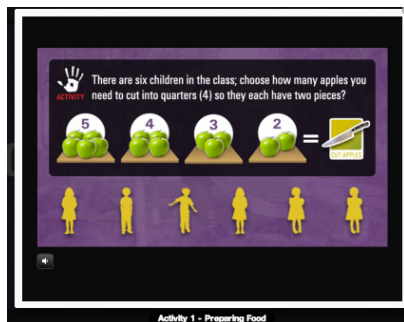 There are six children in the class; choose how many apples you
ACTIVITY need to cut into quarters (4) so they each have two pieces?
5 4 3 2
=
CUT APPLES
Activity 1 - Preparing Food